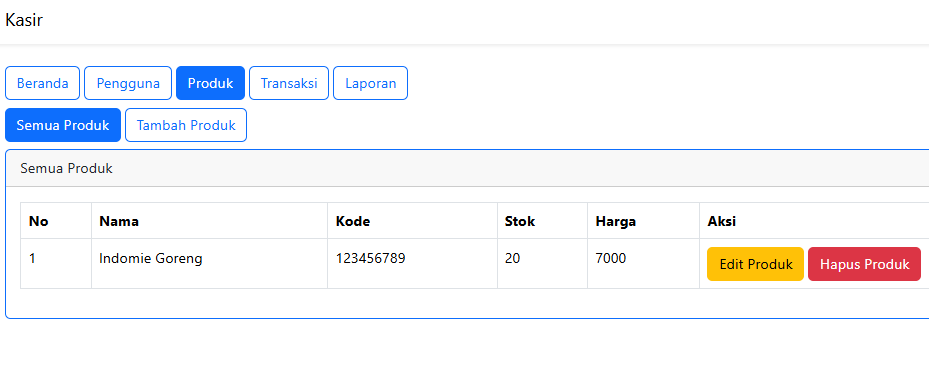 Kasir
Beranda Pengguna Produk Transaksi Laporan
Semua Produk Tambah Produk
Semua Produk
No Nama Kode Stok Harga Aksi
1 Indomie Goreng 123456789 20 7000 Edit Produk Hapus Produk